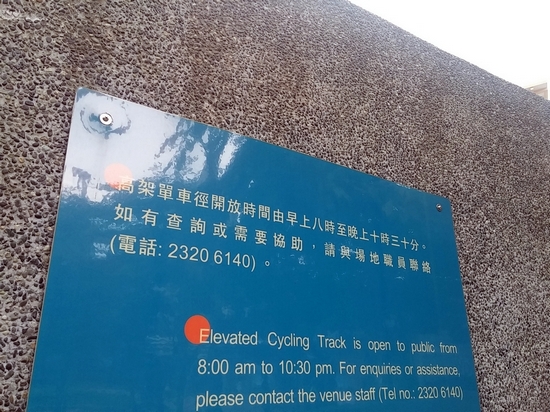 高架單車徑開放時間由早上八時至晚上十時三十分。
如有查詢或需要協助，請與場地職員聯絡
(電話: 2320 6140) 。
Elevated Cycling Track is open to public from
8:00 am to 10:30 pm. For enquiries or assistance,
please contact the venue staff (Tel no.: 2320 6140)